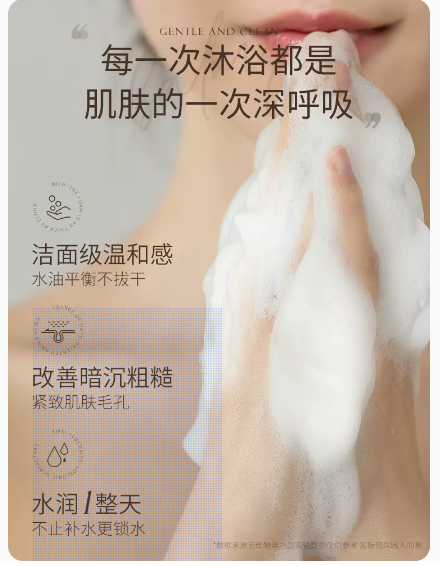 GENTLE AND CLEAN
每一次沐浴都是
肌肤的一次深呼吸
洁面级温和感
水油平衡不拔干
改善暗沉粗糙
紧致肌肤毛孔
水润1整天
不止补水更锁水